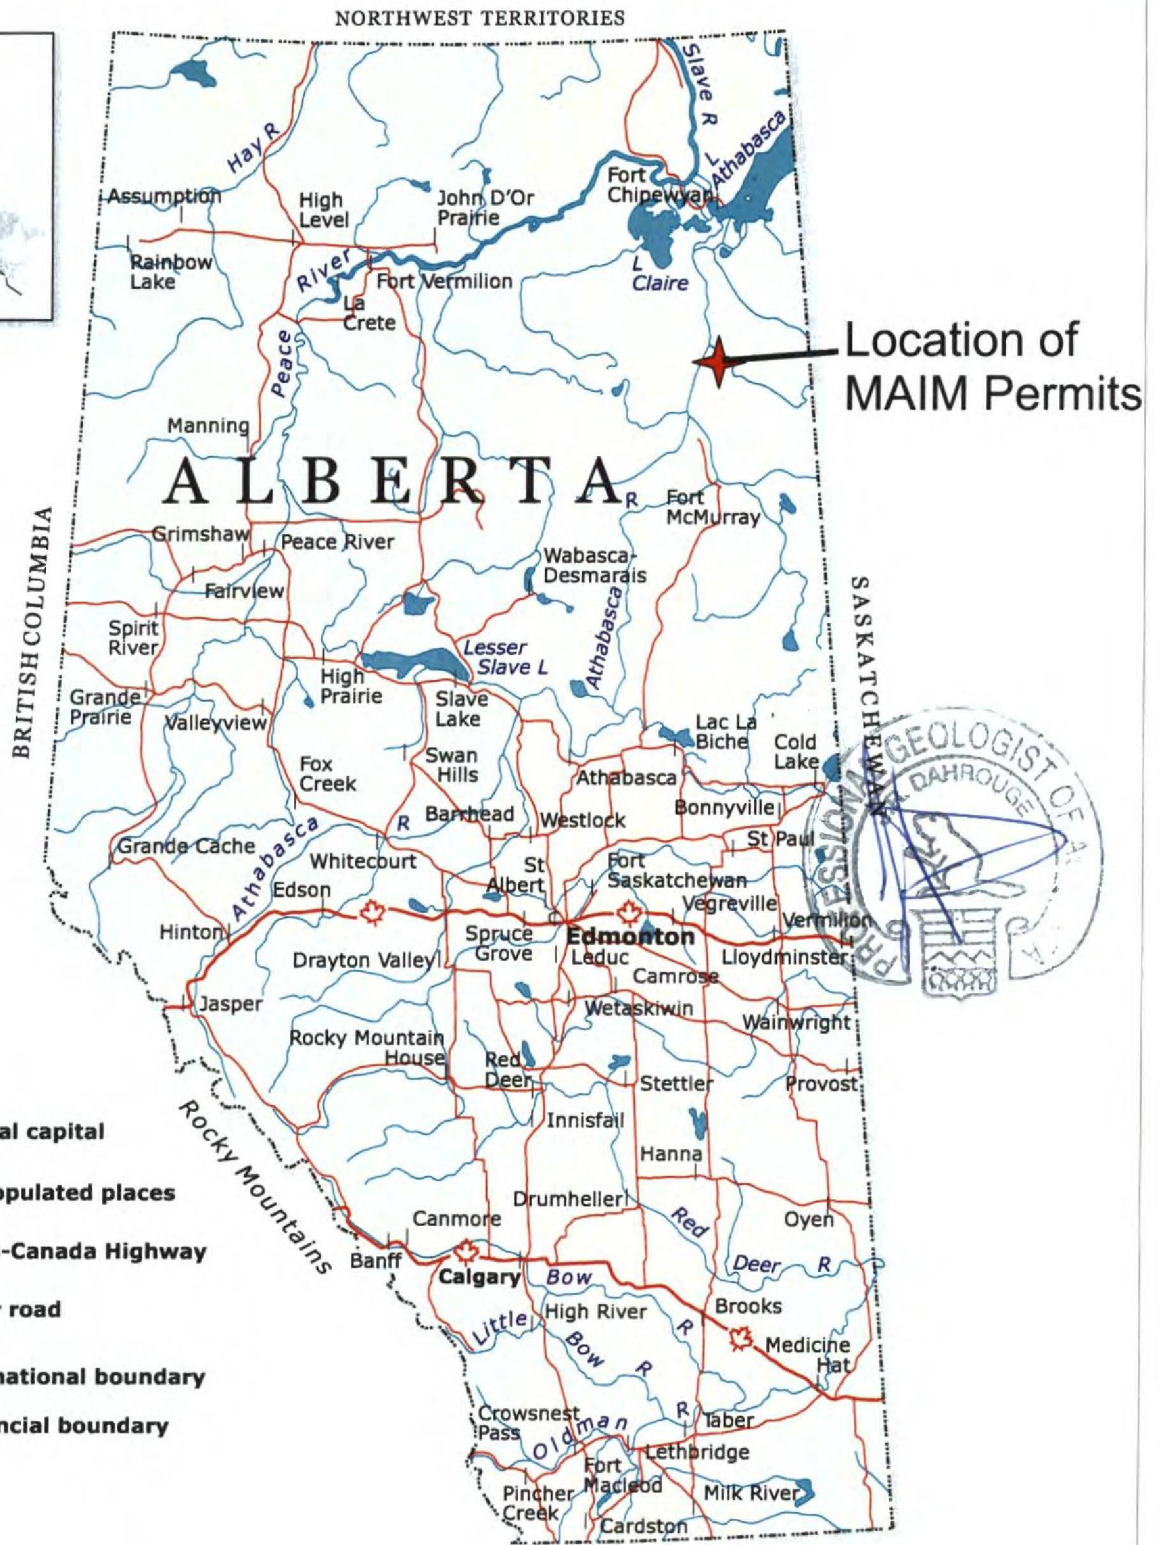 NORTHWEST TERRITORIES
Slave R
L Athabasca
Hay R
Fort
Chipewyan
Assumption
High
Level
John D'Or
Prairie
Rainbow
Lake
River
Fort Vermilion
L
Claire
La
Crete
Peace
Location of
MAIM Permits
Manning
ALBERTA
R
Fort
McMurray
BRITISH COLUMBIA
Grimshaw
Peace River
Wabasca-
Desmarais
Fairview
SASKATCHEWAN
Athabasca
Spirit
River
Lesser
Slave L
High
Prairie
Grande
Prairie
Valleyview
Slave
Lake
Lac La
Biche
Cold
Lake
Swan
Hills
Fox
Creek
Athabasca
Bonnyville
Barrhead
Westlock
R
St Paul
Grande Cache
Athabasca
Whitecourt
St
Albert
Fort
Saskatchewan
Edson
Vegreville
Vermilion
Hinton
Spruce
Grove
Edmonton
Leduc
Lloydminster
Drayton Valley
Camrose
Jasper
Wetaskiwin
Wainwright
Rocky Mountain
House
Red
Deer
Stettler
Provost
Innisfail
Rocky Mountains
Hanna
Drumheller
Oyen
Red
Deer R
Canmore
Banff
Calgary
Bow
R
High River
Brooks
Little
Bow
R
Medicine
Hat
Crowsnest
Pass
Oldman
R
Taber
Lethbridge
Fort
Macleod
Milk River
Pincher
Creek
Cardston
al capital
opulated places
-Canada Highway
road
national boundary
ncial boundary
PROFESSIONAL GEOLOGIST OF
DAHROUGE